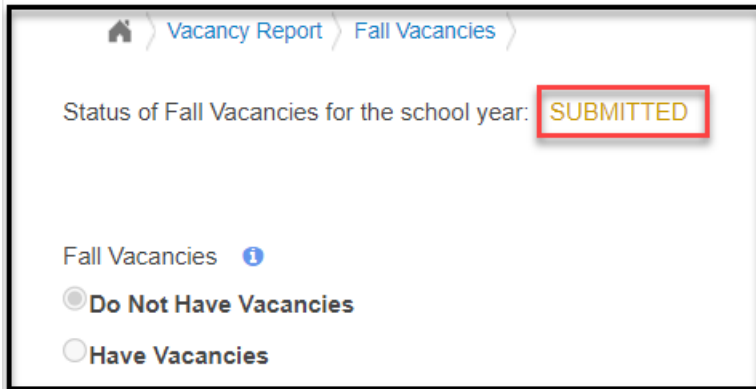 Vacancy Report Fall Vacancies
Status of Fall Vacancies for the school year: SUBMITTED
Fall Vacancies
Do Not Have Vacancies
Have Vacancies